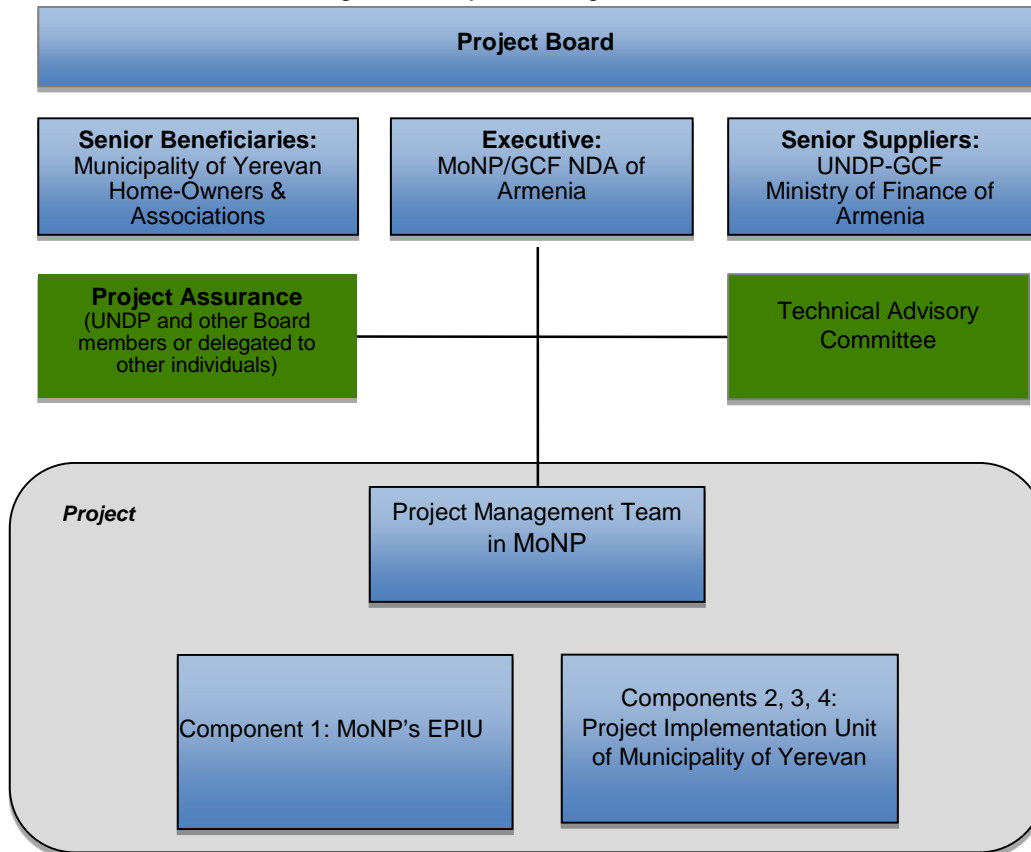 Project Board
Senior Beneficiaries:
Municipality of Yerevan
Home-Owners &
Associations
Executive:
MoNP/GCF NDA of
Armenia
Senior Suppliers:
UNDP-GCF
Ministry of Finance of
Armenia
Project Assurance
(UNDP and other Board
members or delegated to
other individuals)
Technical Advisory
Committee
Project
Project Management Team
in MoNP
Component 1: MoNP's EPIU
Components 2, 3, 4:
Project Implementation Unit
of Municipality of Yerevan